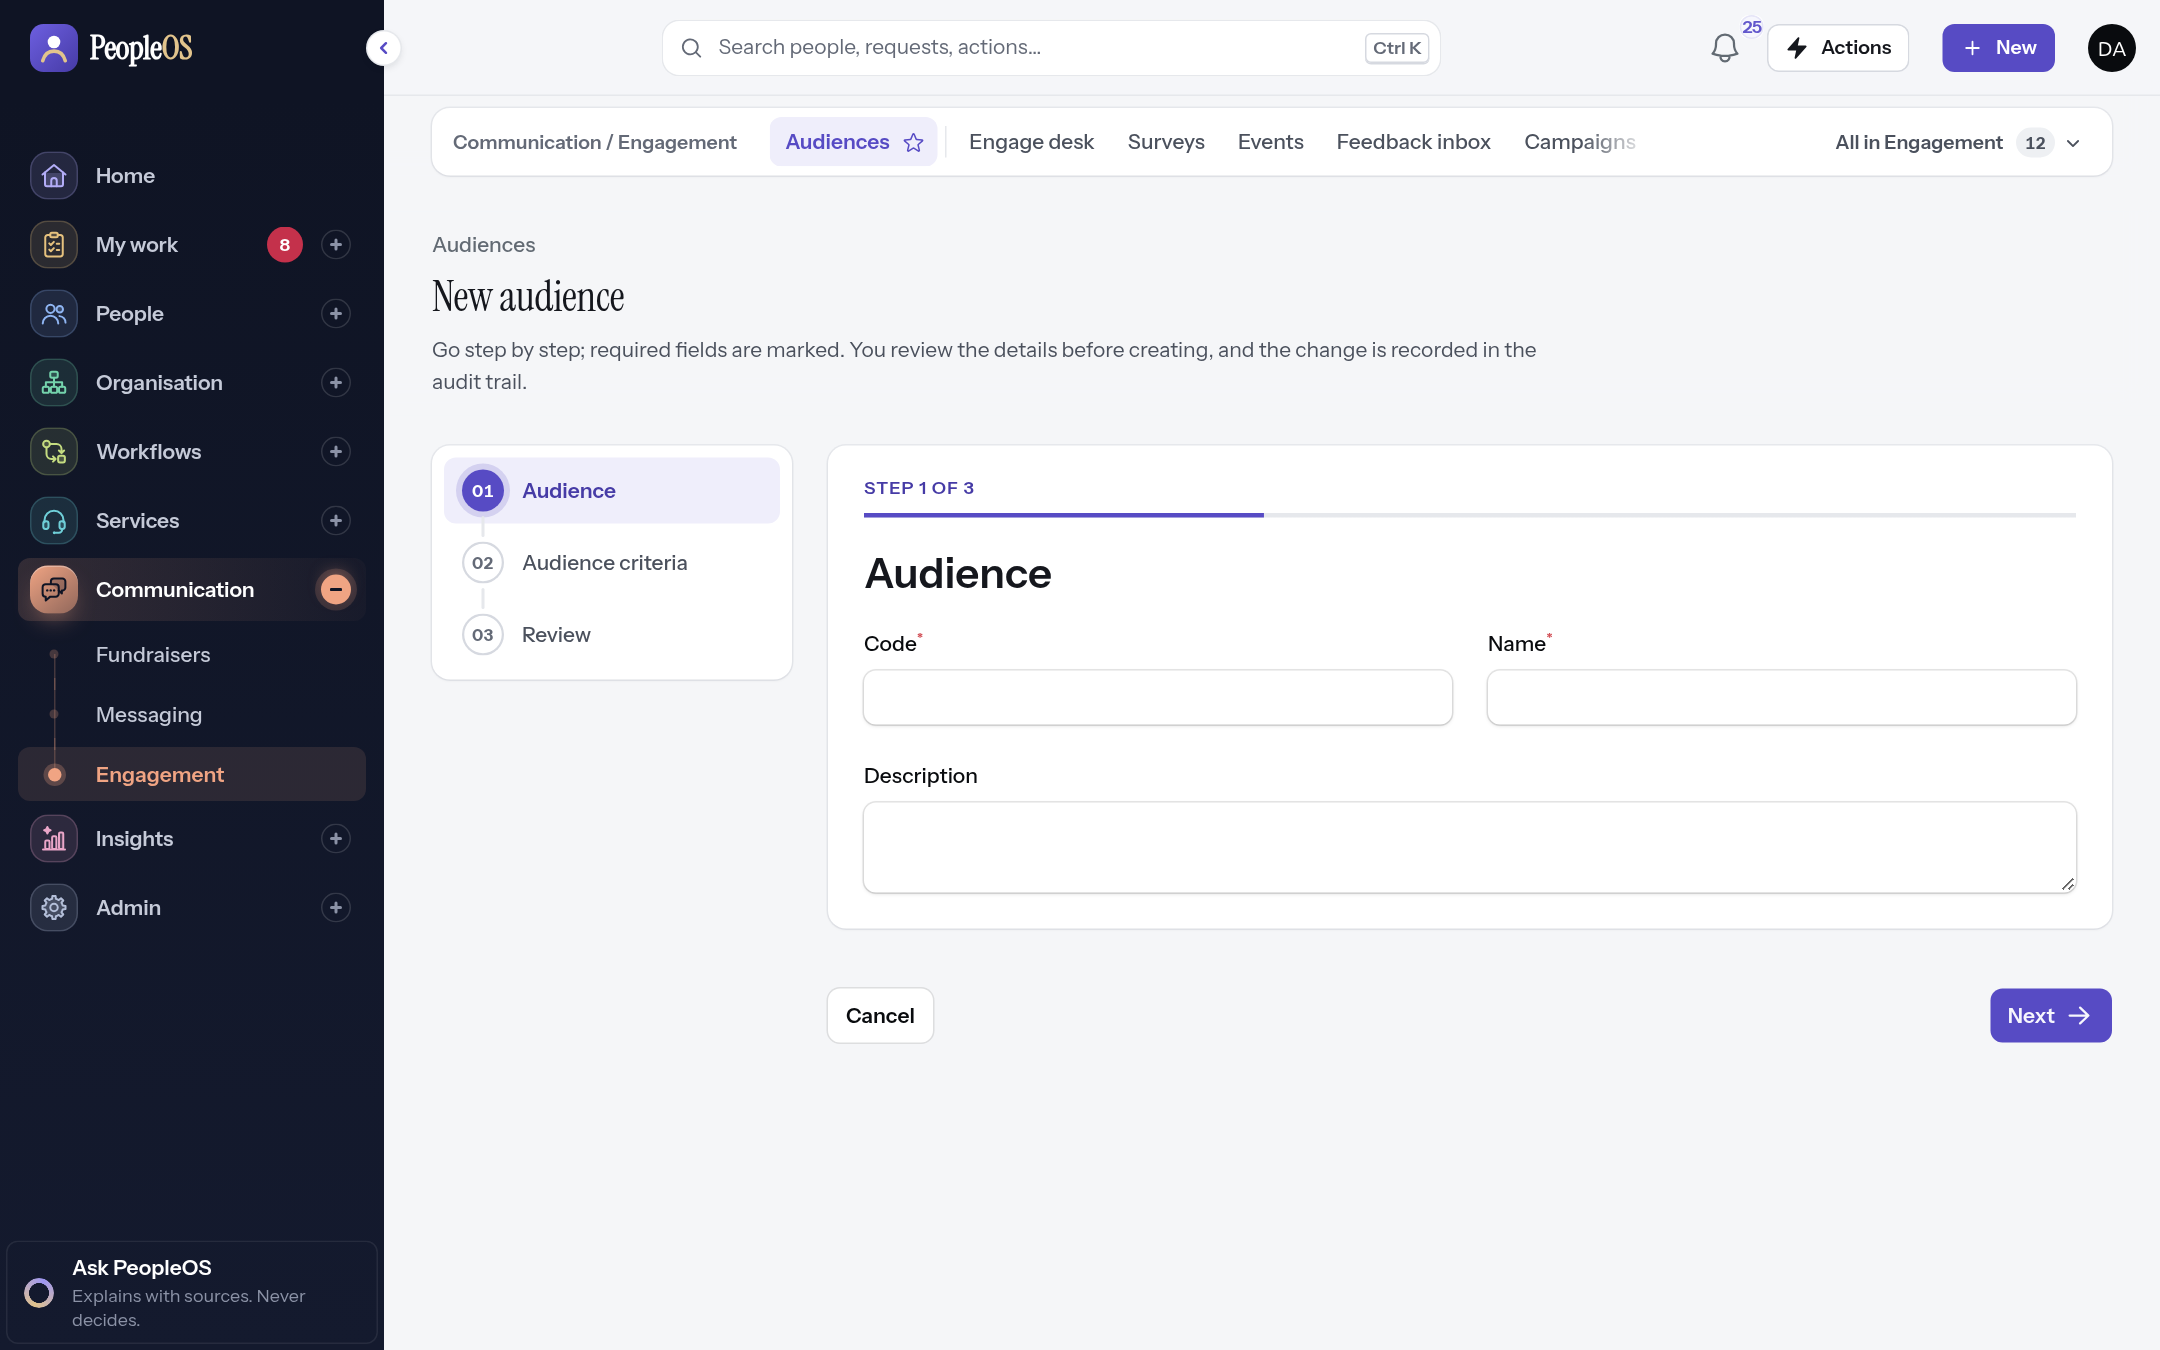 PeopleOS
Search people, requests, actions...
Ctrl K
25
Actions
New
DA
Home
My work
8
People
Organisation
Workflows
Services
Communication
Fundraisers
Messaging
Engagement
Insights
Admin
Ask PeopleOS
Explains with sources. Never
decides.
Communication / Engagement
Audiences
Engage desk
Surveys
Events
Feedback inbox
Campaigns
All in Engagement
12
Audiences
New audience
Go step by step; required fields are marked. You review the details before creating, and the change is recorded in the
audit trail.
01
Audience
02
Audience criteria
03
Review
STEP 1 OF 3
Audience
Code*
Name*
Description
Cancel
Next